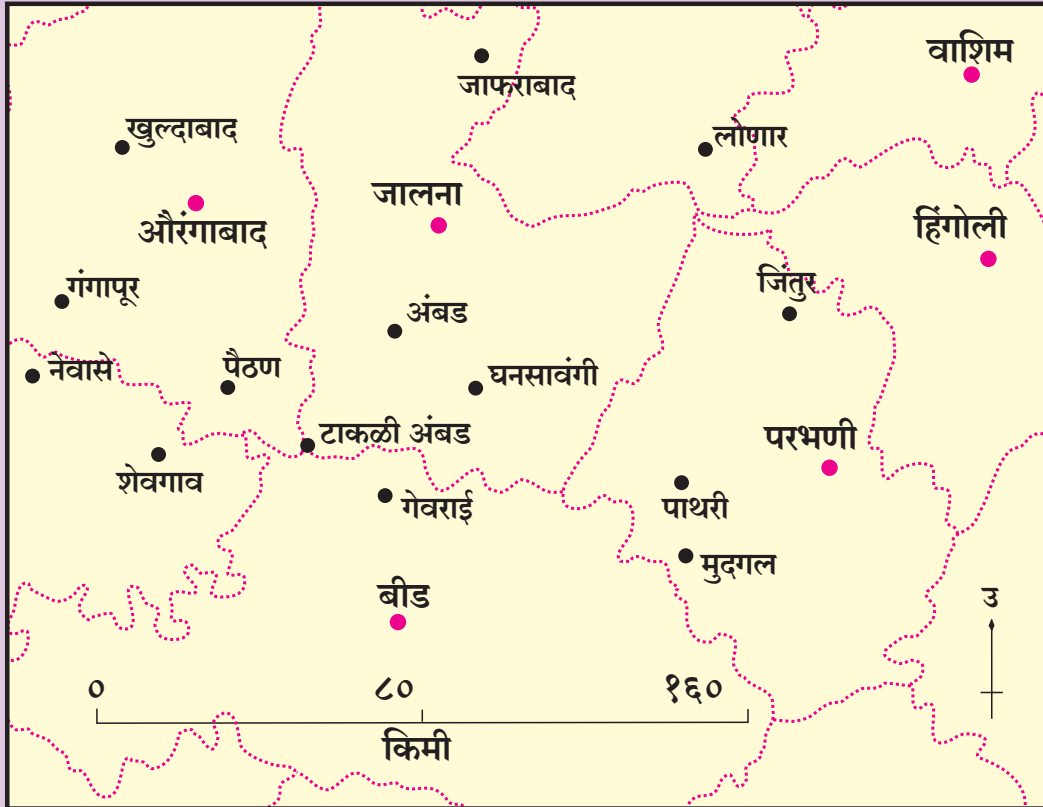 वाशिम
जाफराबाद
खुल्दाबाद
लोणार
जालना
औरंगाबाद
हिंगोली
गंगापूर
जिंतुर
अंबड
नेवासे
पैठण
घनसावंगी
टाकळी अंबड
परभणी
शेवगाव
गेवराई
पाथरी
मुदगल
बीड
उ
० ८० १६०
किमी